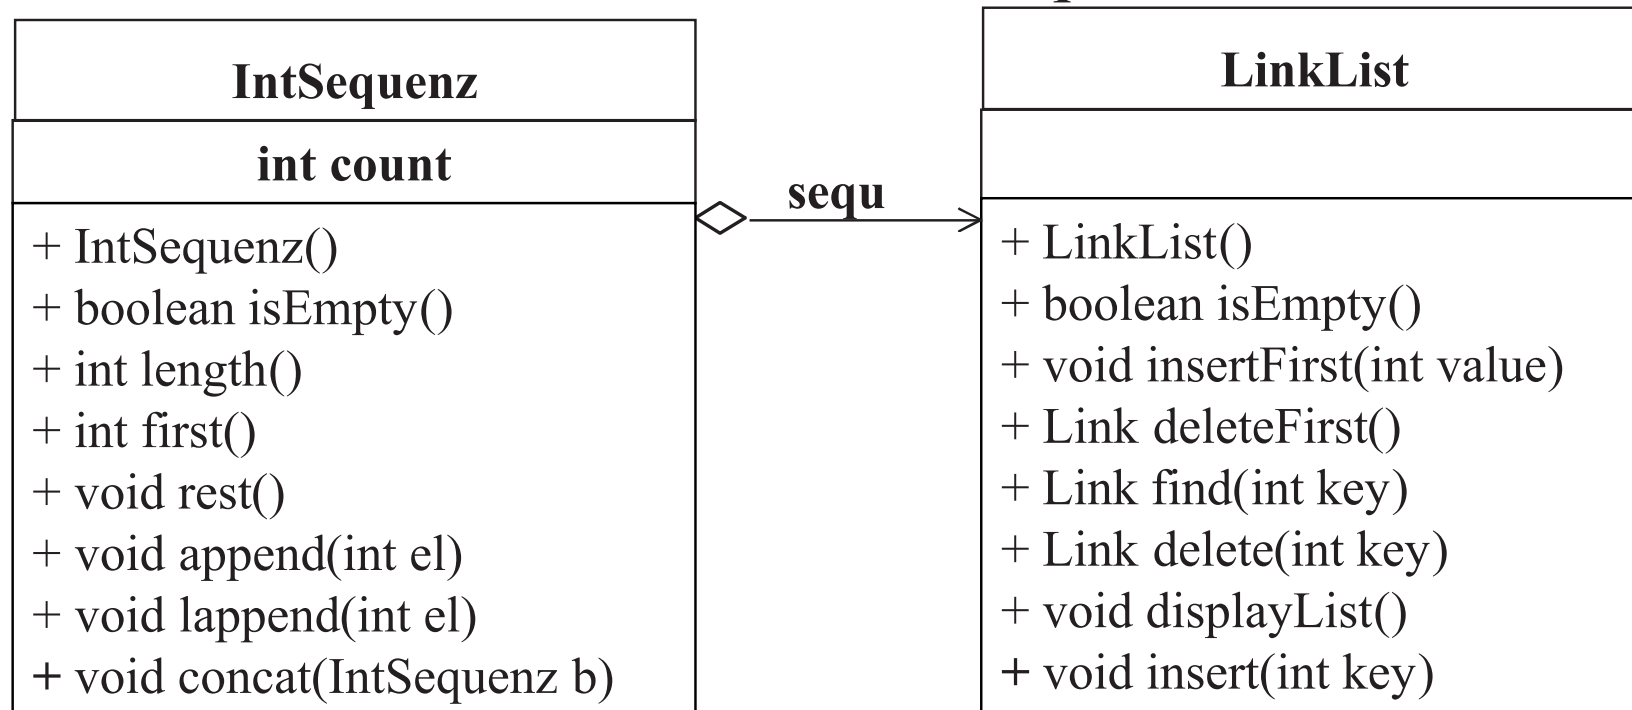 IntSequenz
int count
+ IntSequenz()
+ boolean isEmpty()
+ int length()
+ int first()
+ void rest()
+ void append(int el)
+ void lappend(int el)
+ void concat(IntSequenz b)
sequ
LinkList
+ LinkList()
+ boolean isEmpty()
+ void insertFirst(int value)
+ Link deleteFirst()
+ Link find(int key)
+ Link delete(int key)
+ void displayList()
+ void insert(int key)